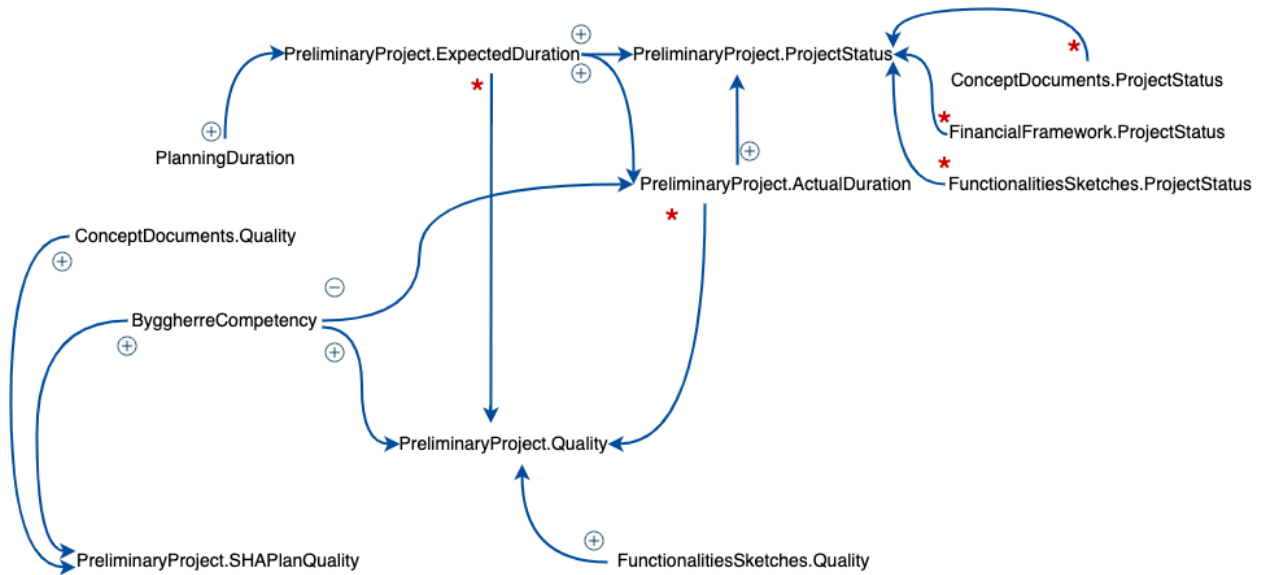 PreliminaryProject.ExpectedDuration
PreliminaryProject.ProjectStatus
ConceptDocuments.ProjectStatus
FinancialFramework.ProjectStatus
PlanningDuration
PreliminaryProject.ActualDuration
FunctionalitiesSketches.ProjectStatus
ConceptDocuments.Quality
ByggherreCompetency
PreliminaryProject.Quality
PreliminaryProject.SHAPlanQuality
FunctionalitiesSketches.Quality